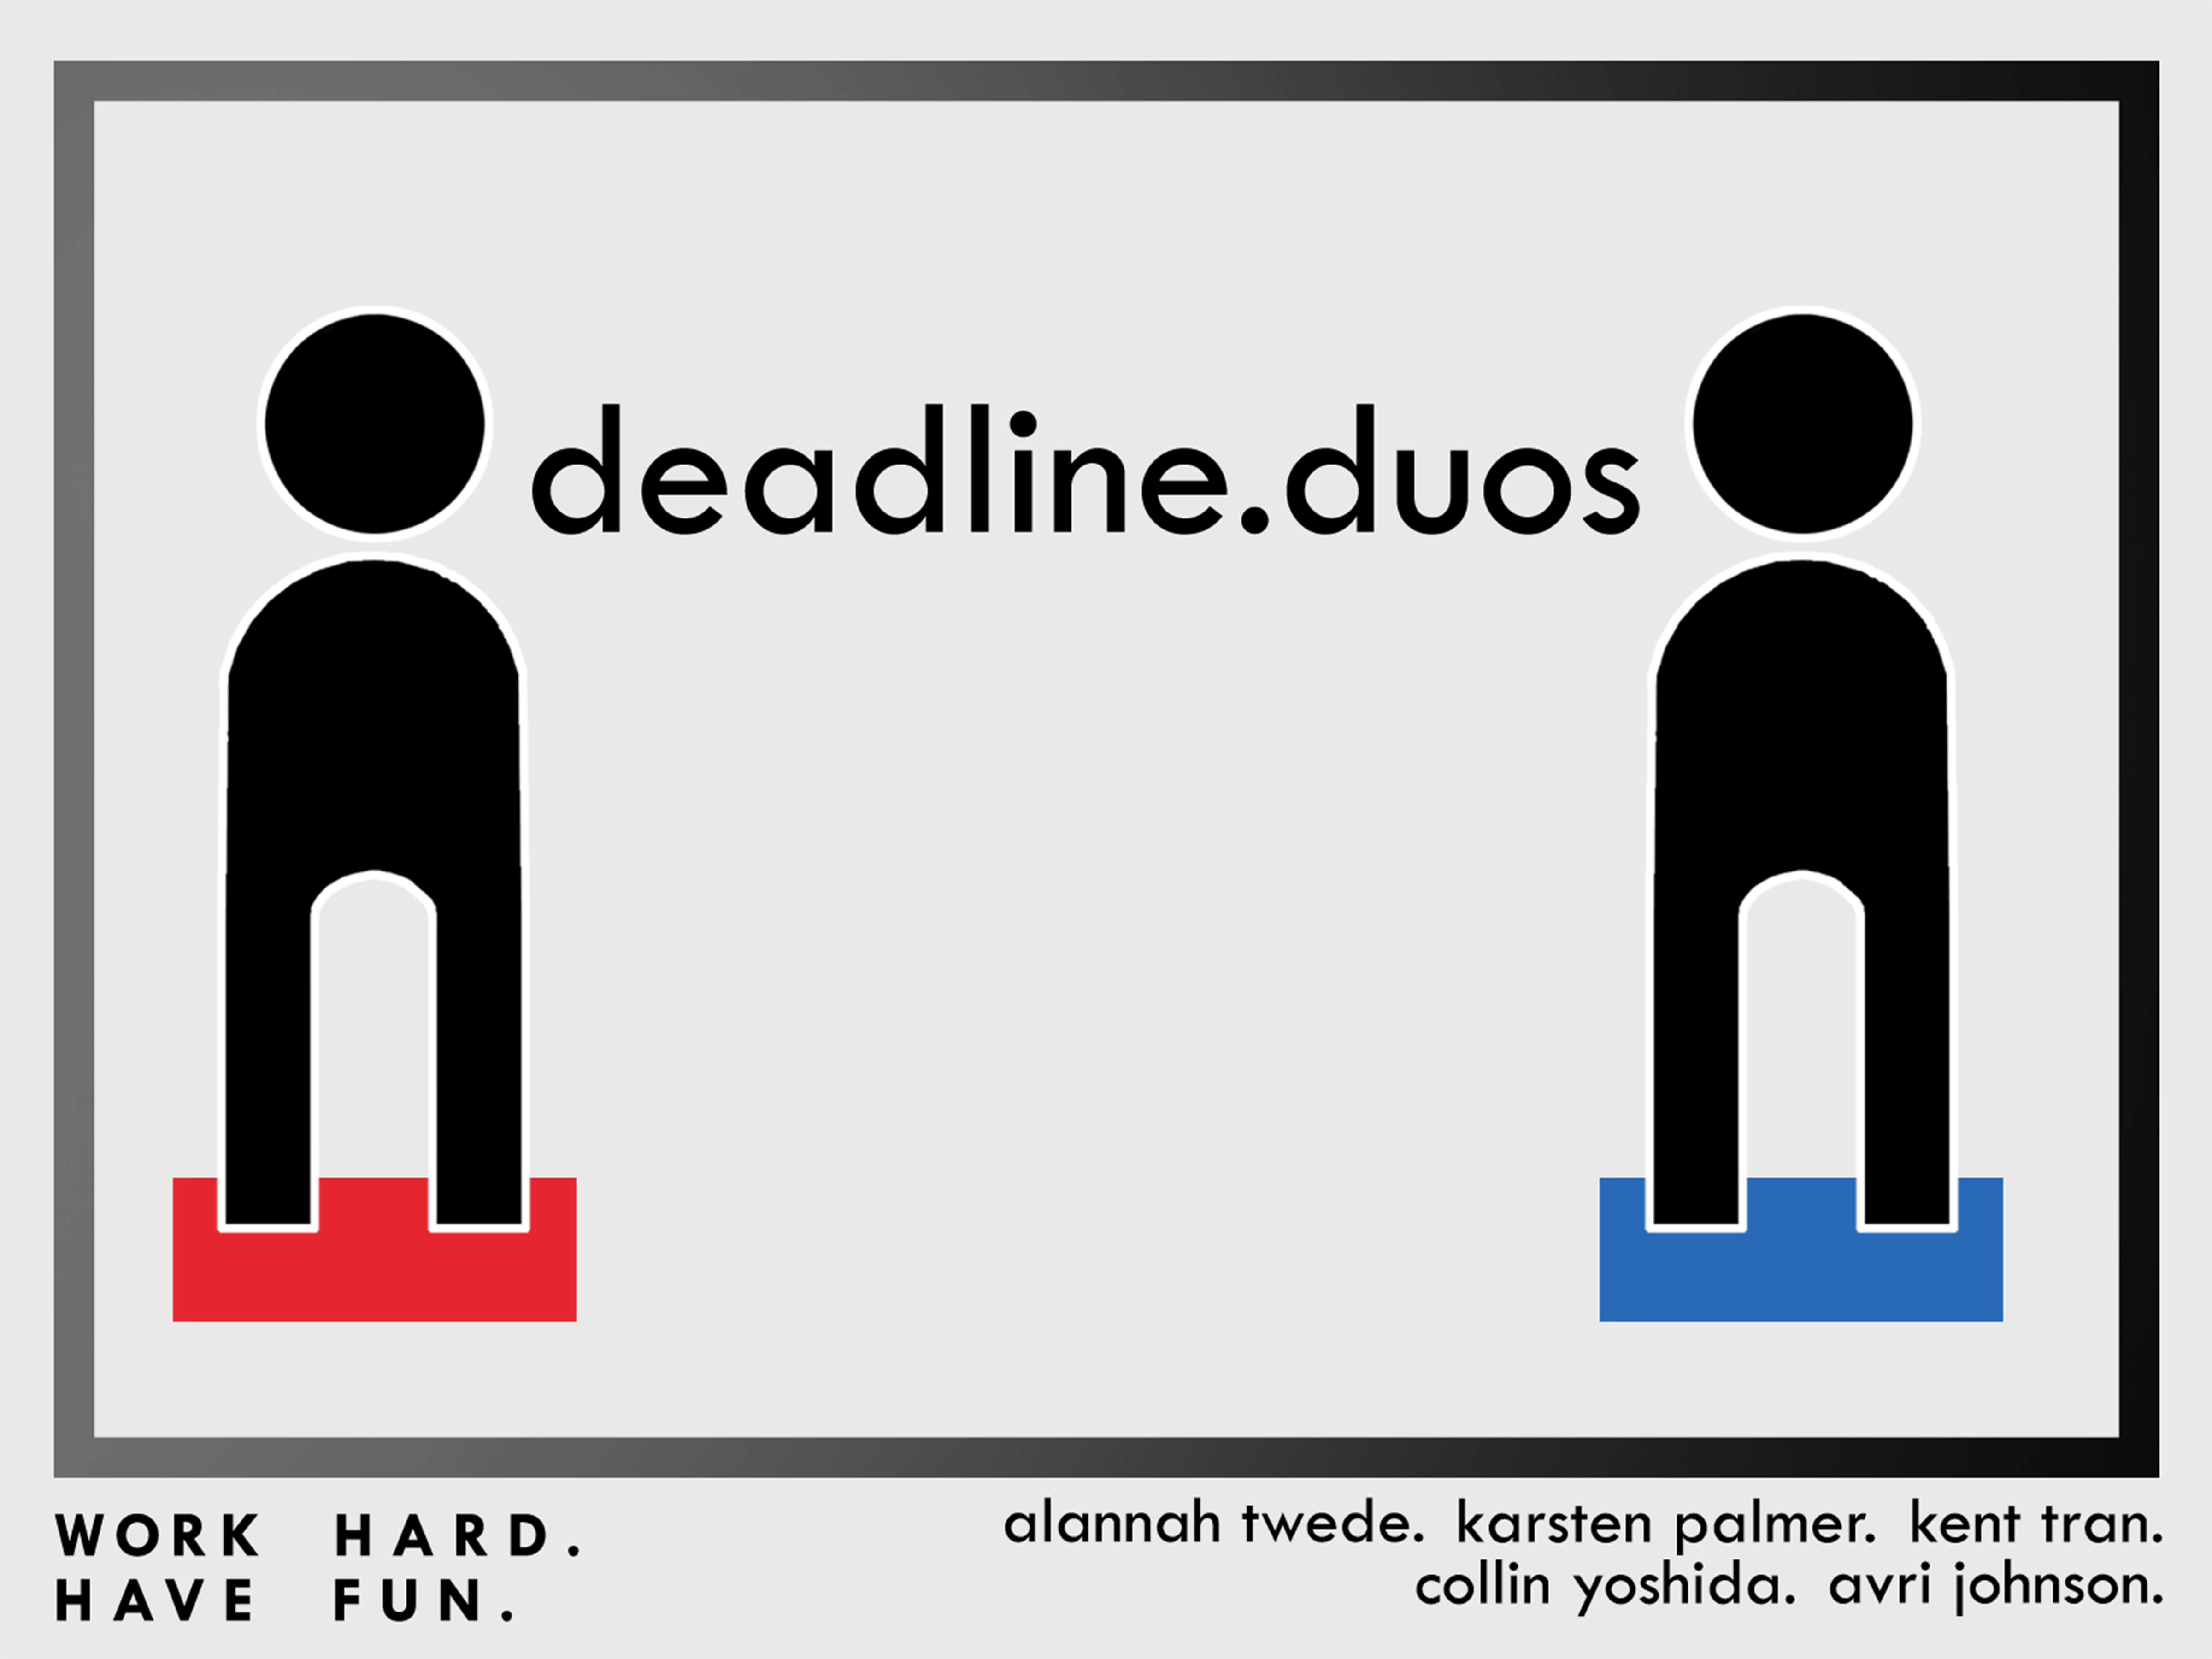 deadline.duos
WORK HARD.
HAVE FUN.
alannah twede. karsten palmer. kent tran.
collin yoshida. avri johnson.